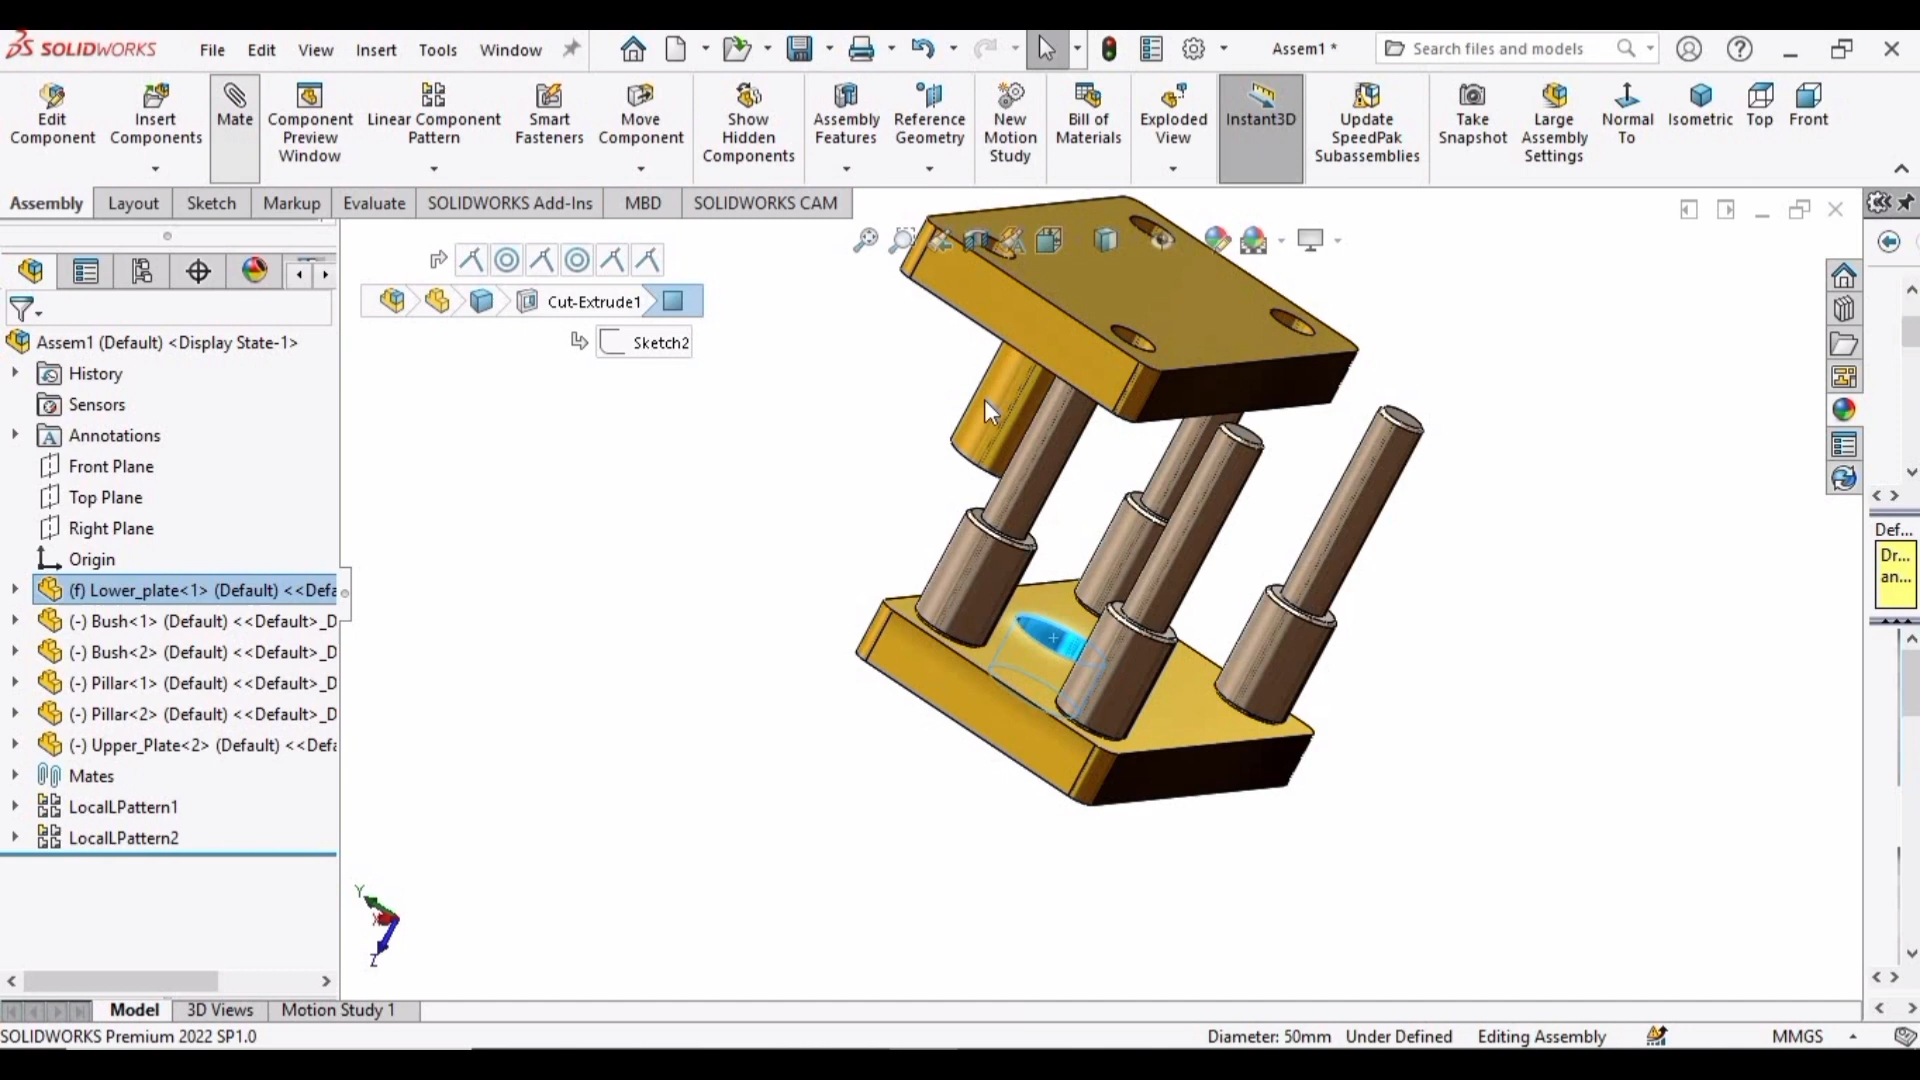 SOLIDWORKS File Edit View Insert Tools Window Assem1 * Search files and models
Edit Component
Insert Components
Mate
Component Preview Window
Linear Component Pattern
Smart Fasteners
Move Component
Show Hidden Components
Assembly Features
Reference Geometry
New Motion Study
Bill of Materials
Exploded View
Instant3D
Update SpeedPak Subassemblies
Take Snapshot
Large Assembly Settings
Normal To
Isometric
Top
Front
Assembly Layout Sketch Markup Evaluate SOLIDWORKS Add-Ins MBD SOLIDWORKS CAM
Cut-Extrude1
Sketch2
Assem1 (Default) <Display State-1>
History
Sensors
Annotations
Front Plane
Top Plane
Right Plane
Origin
(f) Lower_plate<1> (Default) <<Defa
(-) Bush<1> (Default) <<Default>_D
(-) Bush<2> (Default) <<Default>_D
(-) Pillar<1> (Default) <<Default>_D
(-) Pillar<2> (Default) <<Default>_D
(-) Upper_Plate<2> (Default) <<Defa
Mates
LocalLPattern1
LocalLPattern2
Def...
Dr...
an...
Y
X
Z
Model 3D Views Motion Study 1
SOLIDWORKS Premium 2022 SP1.0 Diameter: 50mm Under Defined Editing Assembly MMGS